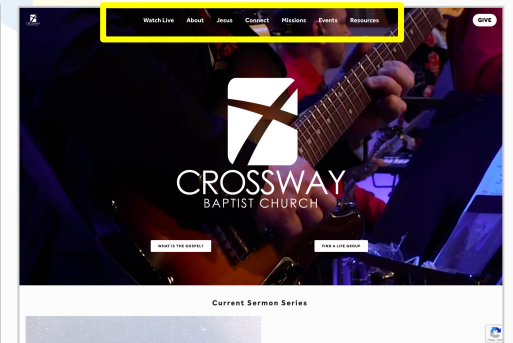 Watch Live About Jesus Connect Missions Events Resources GIVE
CROSSWAY
BAPTIST CHURCH
WHAT IS THE GOSPEL? FIND A LIFE GROUP
Current Sermon Series